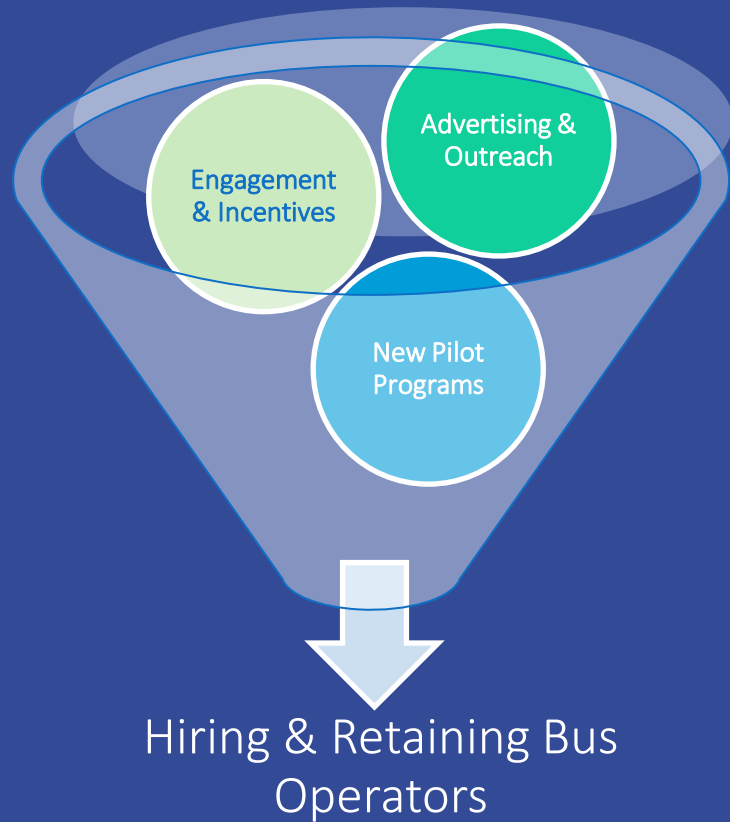 Advertising &
Outreach
Engagement
& Incentives
New Pilot
Programs
Hiring & Retaining Bus
Operators